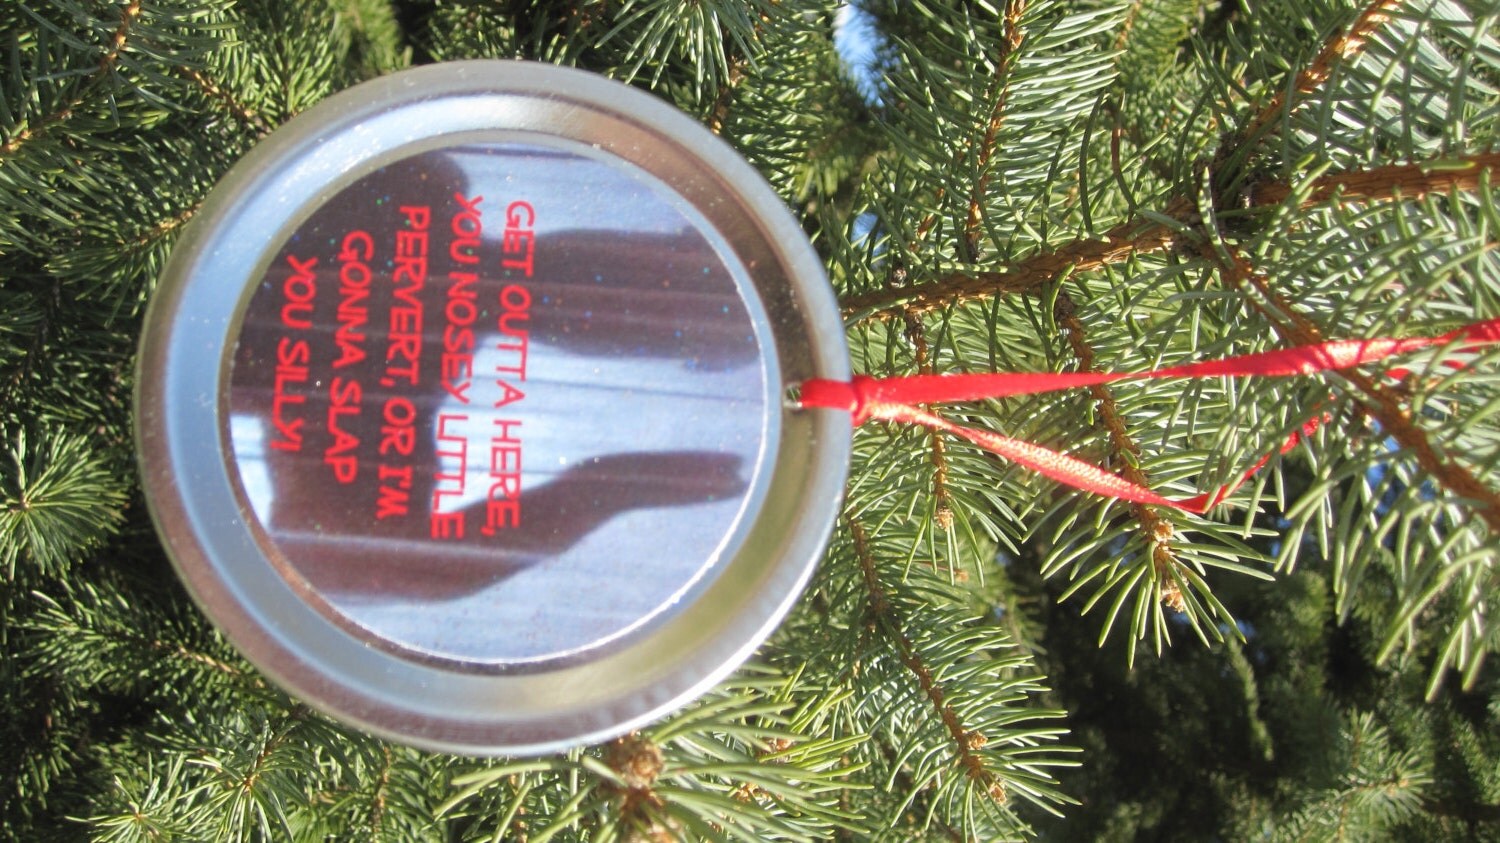 GET OUTTA HERE,
YOU NOSEY LITTLE
PERVERT, OR I'M
GONNA SLAP
YOU SILLY!